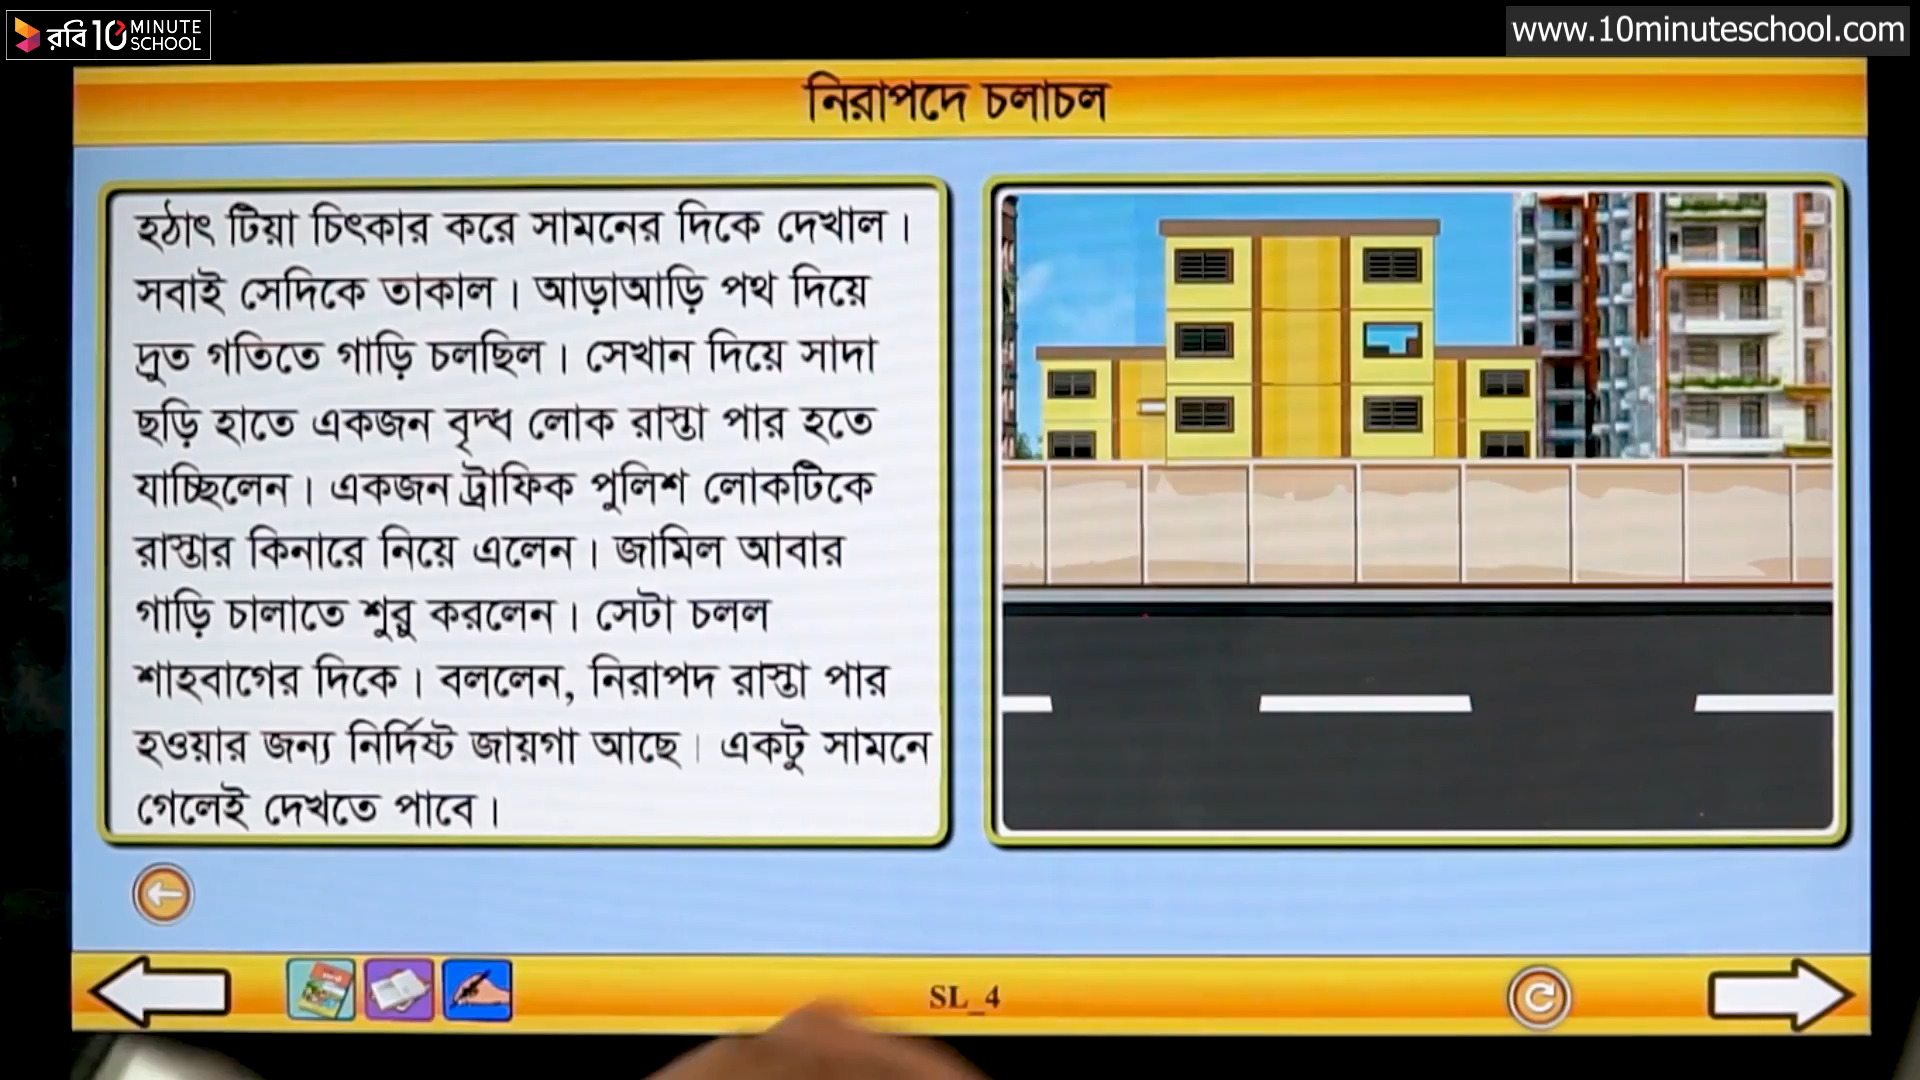 রবি 10 MINUTE SCHOOL
www.10minuteschool.com
নিরাপদে চলাচল
হঠাৎ টিয়া চিৎকার করে সামনের দিকে দেখাল।
সবাই সেদিকে তাকাল। আড়াআড়ি পথ দিয়ে
দ্রুত গতিতে গাড়ি চলছিল। সেখান দিয়ে সাদা
ছড়ি হাতে একজন বৃদ্ধ লোক রাস্তা পার হতে
যাচ্ছিলেন। একজন ট্রাফিক পুলিশ লোকটিকে
রাস্তার কিনারে নিয়ে এলেন। জামিল আবার
গাড়ি চালাতে শুরু করলেন। সেটা চলল
শাহবাগের দিকে। বললেন, নিরাপদ রাস্তা পার
হওয়ার জন্য নির্দিষ্ট জায়গা আছে। একটু সামনে
গেলেই দেখতে পাবে।
SL_4